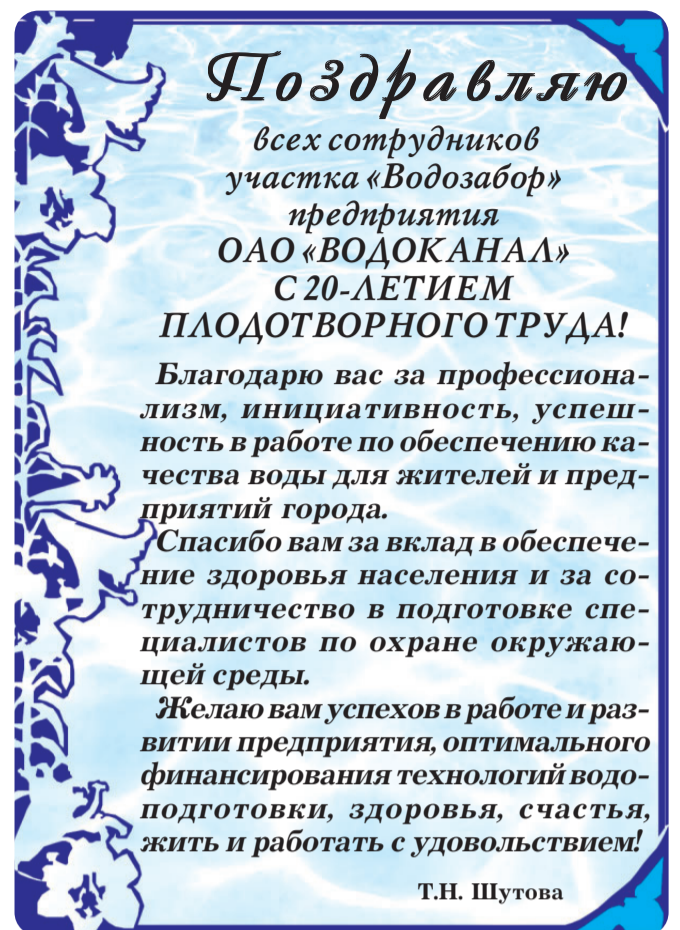 Поздравляю
всех сотрудников
участка «Водозабор»
предприятия
ОАО «ВОДОКАНАЛ»
С 20-ЛЕТИЕМ
ПЛОДОТВОРНОГО ТРУДА!
Благодарю вас за профессиона-
лизм, инициативность, успеш-
ность в работе по обеспечению ка-
чества воды для жителей и пред-
приятий города.
Спасибо вам за вклад в обеспече-
ние здоровья населения и за со-
трудничество в подготовке спе-
циалистов по охране окружаю-
щей среды.
Желаю вам успехов в работе и раз-
витии предприятия, оптимального
финансирования технологий водо-
подготовки, здоровья, счастья,
жить и работать с удовольствием!
Т.Н. Шутова